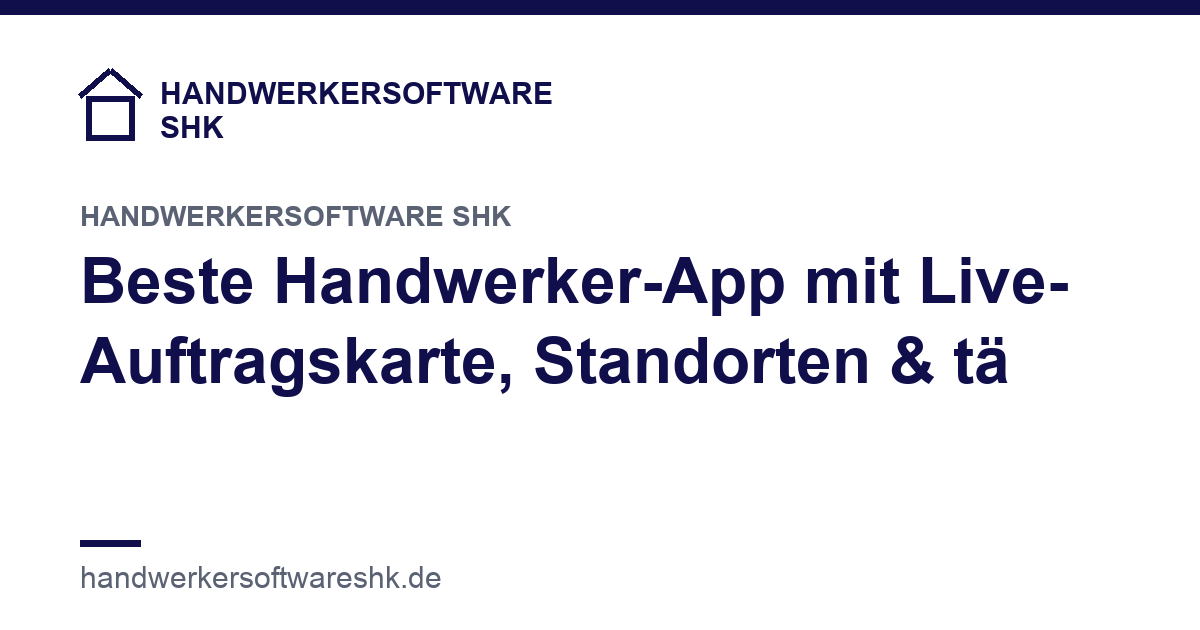 HANDWERKERSOFTWARE
SHK
HANDWERKERSOFTWARE SHK
Beste Handwerker-App mit Live-
Auftragskarte, Standorten & tä
handwerkersoftwareshk.de